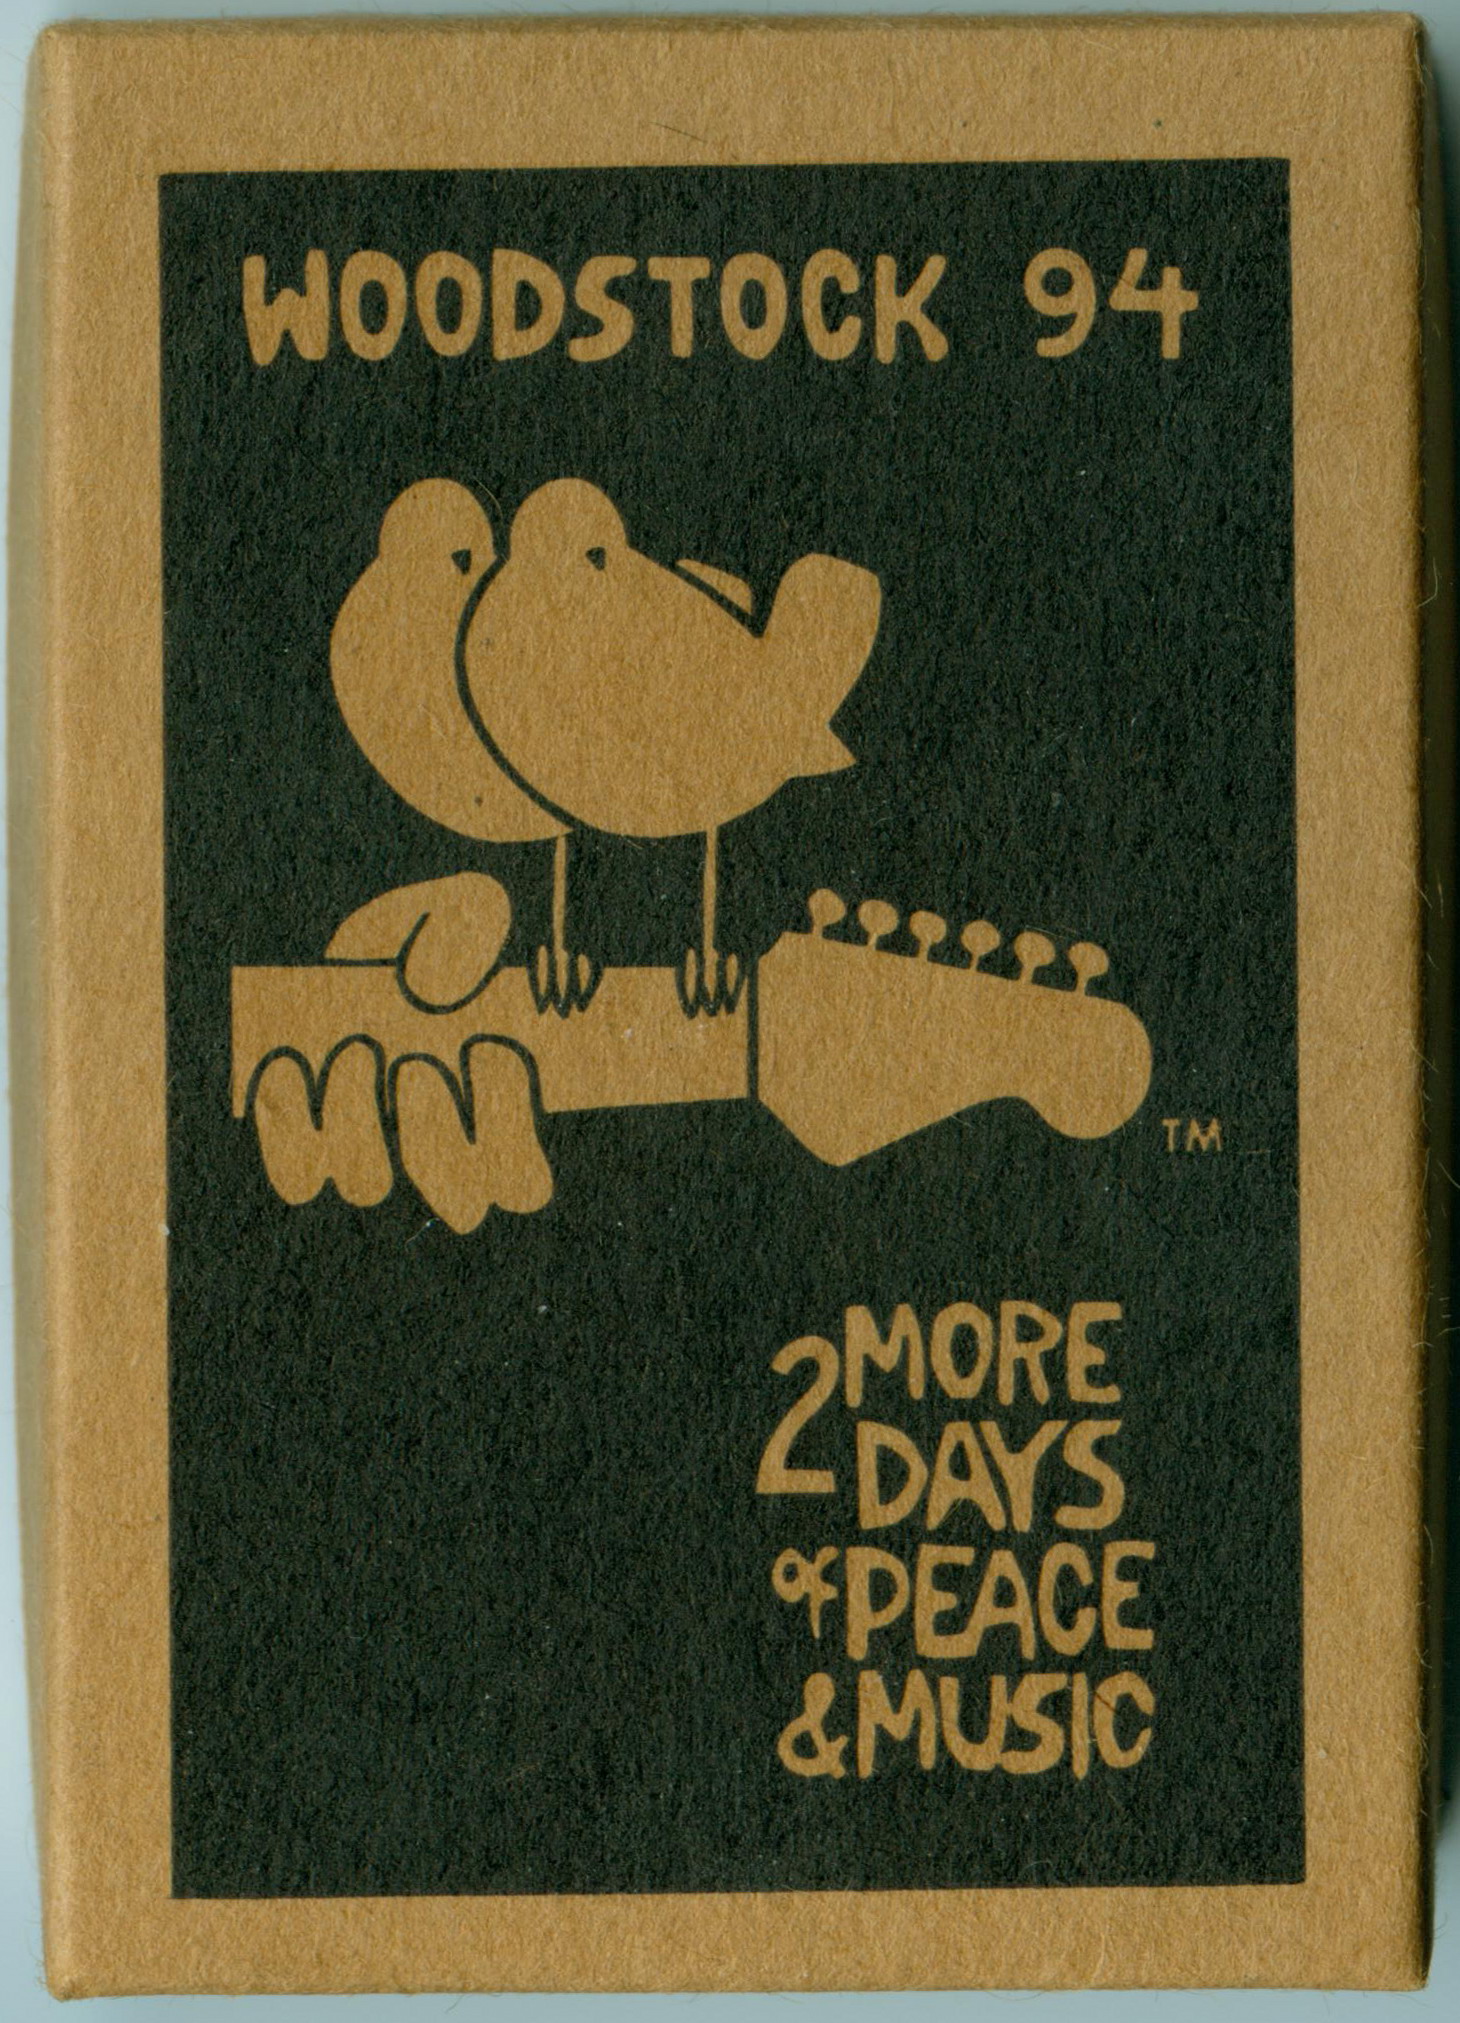 WOODSTOCK 94
TM
2 MORE
DAYS
of PEACE
& MUSIC